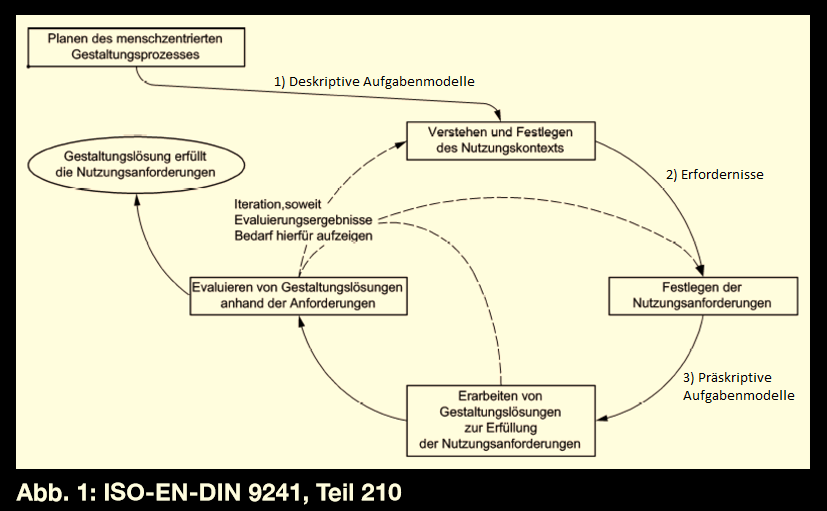 Planen des menschzentrierten
Gestaltungsprozesses
1) Deskriptive Aufgabenmodelle
Verstehen und Festlegen
des Nutzungskontexts
Gestaltungslösung erfüllt
die Nutzungsanforderungen
2) Erfordernisse
Iteration,soweit
Evaluierungsergebnisse
Bedarf hierfür aufzeigen
Evaluieren von Gestaltungslösungen
anhand der Anforderungen
Festlegen der
Nutzungsanforderungen
3) Präskriptive
Aufgabenmodelle
Erarbeiten von
Gestaltungslösungen
zur Erfüllung
der Nutzungsanforderungen
Abb. 1: ISO-EN-DIN 9241, Teil 210